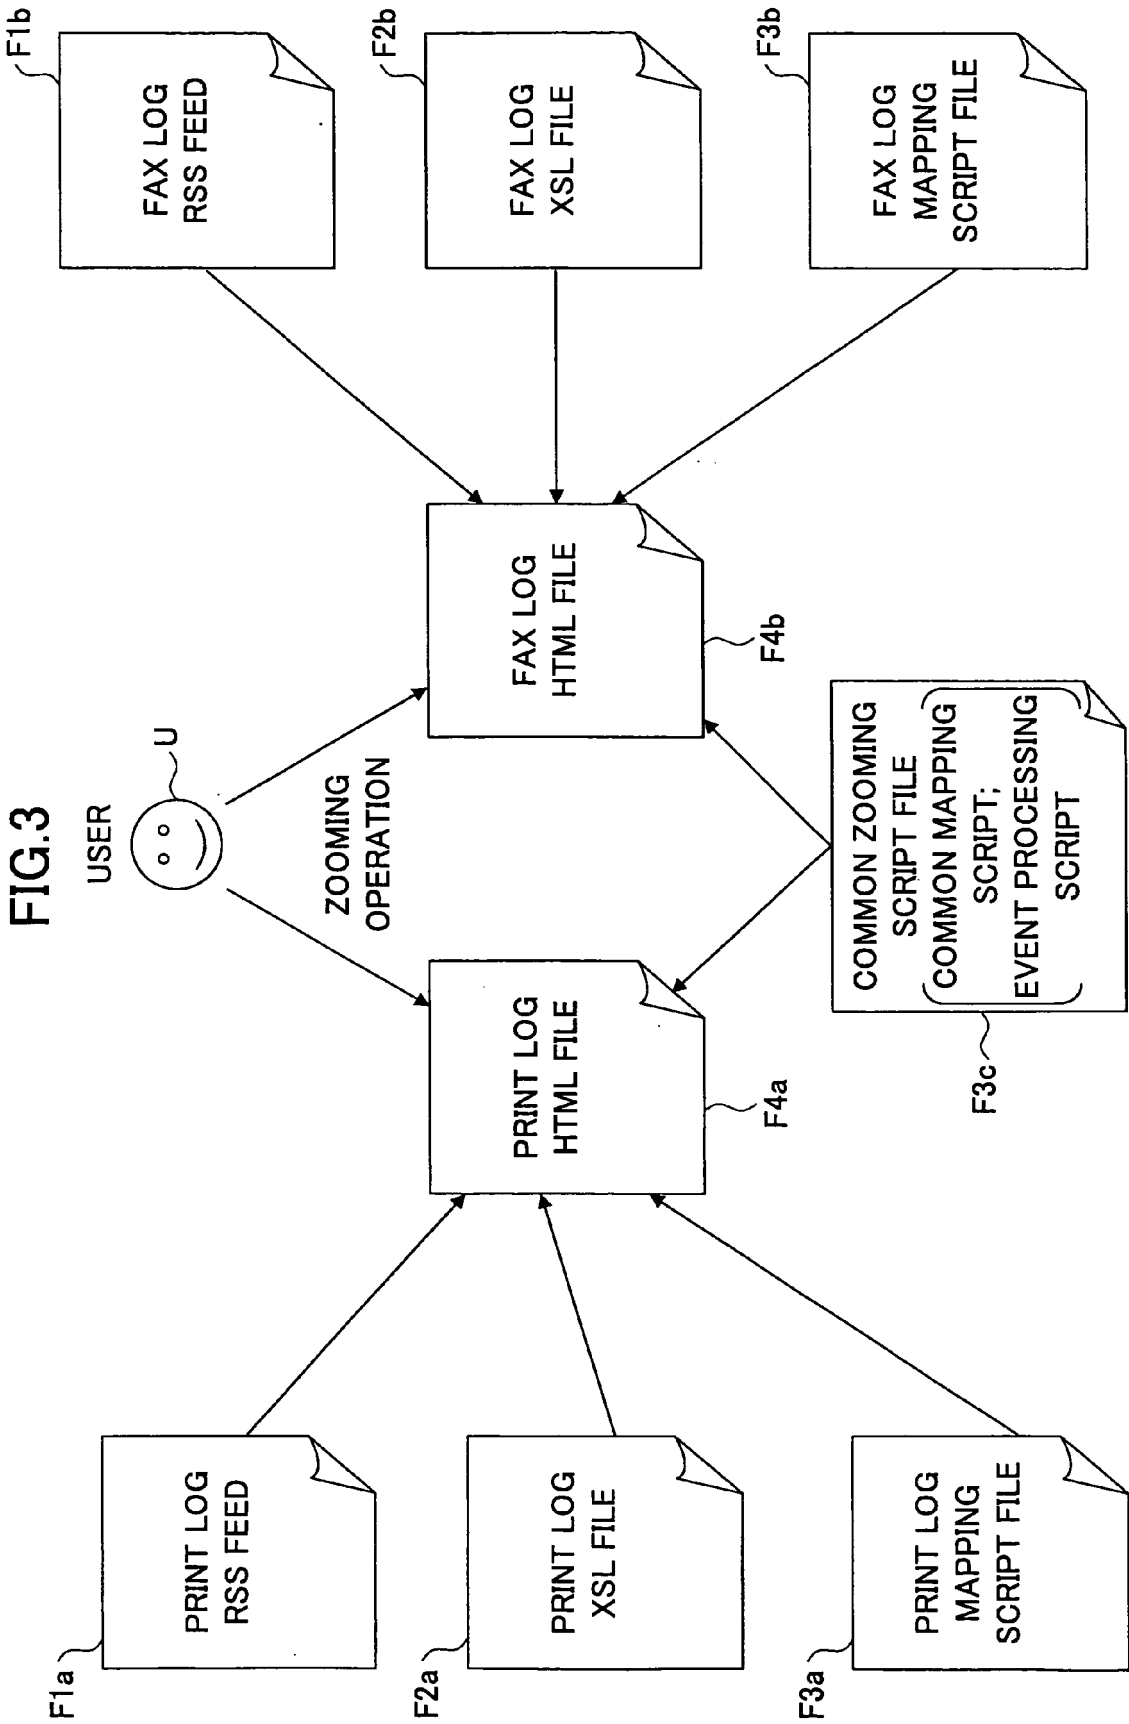 FIG.3
USER
U
ZOOMING
OPERATION
F1a
PRINT LOG
RSS FEED
F2a
PRINT LOG
XSL FILE
F3a
PRINT LOG
MAPPING
SCRIPT FILE
PRINT LOG
HTML FILE
F4a
FAX LOG
HTML FILE
F4b
COMMON ZOOMING
SCRIPT FILE
COMMON MAPPING
SCRIPT;
EVENT PROCESSING
SCRIPT
F3c
F1b
FAX LOG
RSS FEED
F2b
FAX LOG
XSL FILE
F3b
FAX LOG
MAPPING
SCRIPT FILE